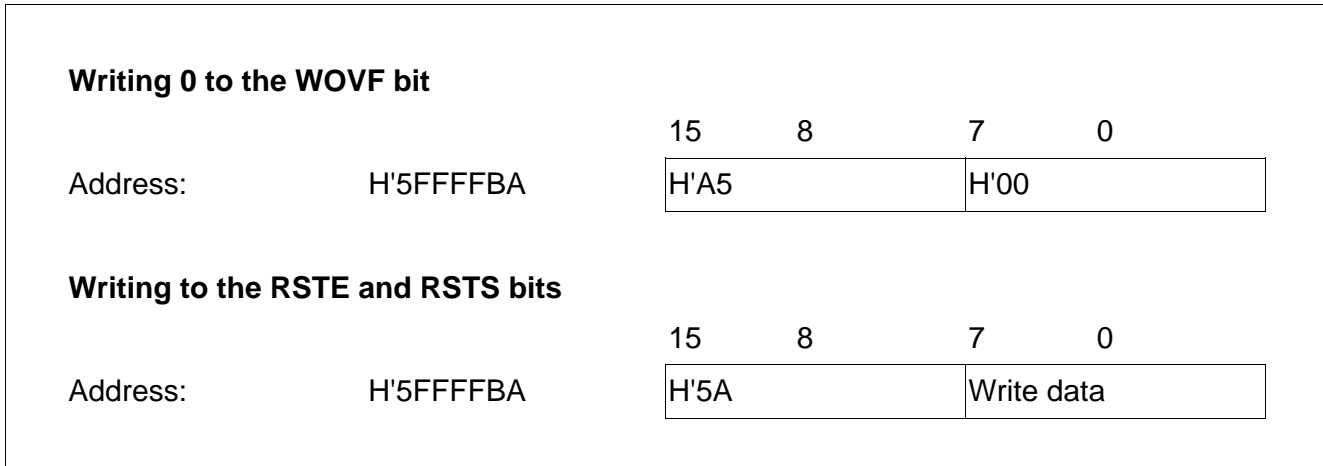 Writing 0 to the WOVF bit
15 8 7 0
Address: H'5FFFFBA H'A5 H'00
Writing to the RSTE and RSTS bits
15 8 7 0
Address: H'5FFFFBA H'5A Write data